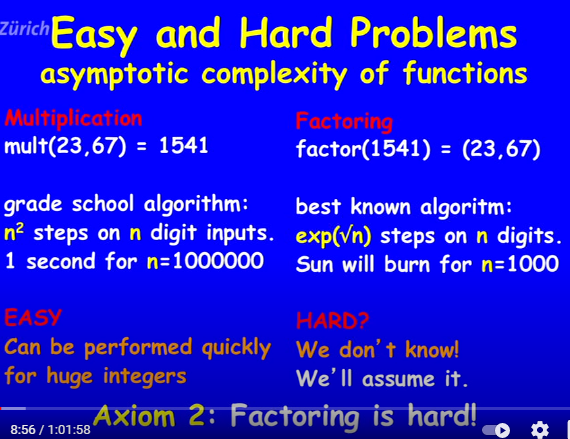 Zürich
Easy and Hard Problems
asymptotic complexity of functions
Multiplication
mult(23,67) = 1541
grade school algorithm:
n² steps on n digit inputs.
1 second for n=1000000
EASY
Can be performed quickly
for huge integers
Factoring
factor(1541) = (23,67)
best known algoritm:
exp(√n) steps on n digits.
Sun will burn for n=1000
HARD?
We don't know!
We'll assume it.
Axiom 2: Factoring is hard!
8:56 / 1:01:58